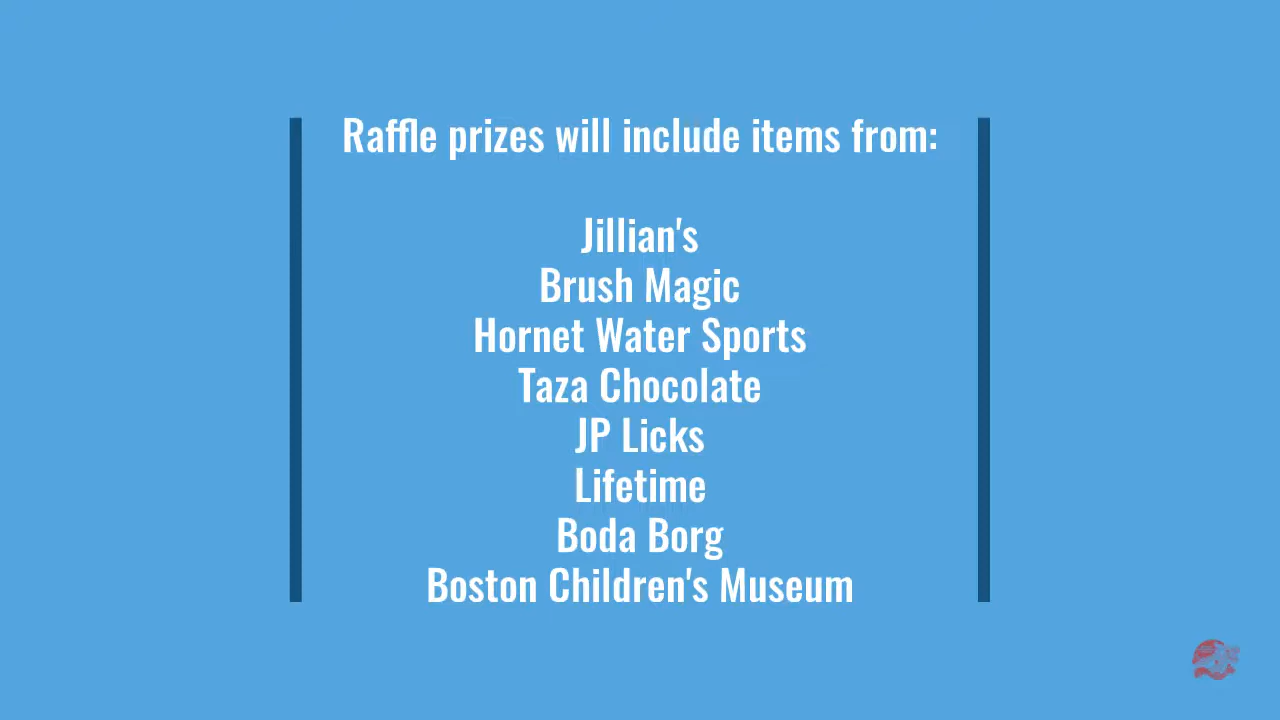 Raffle prizes will include items from:
Jillian's
Brush Magic
Hornet Water Sports
Taza Chocolate
JP Licks
Lifetime
Boda Borg
Boston Children's Museum